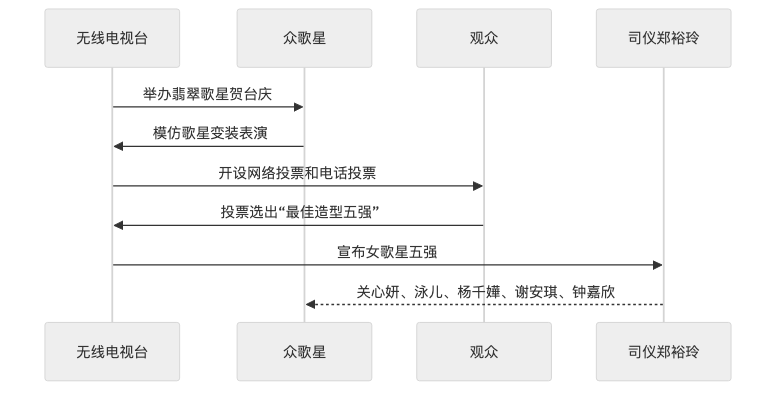 无线电视台
众歌星
观众
司仪郑裕玲
举办翡翠歌星贺台庆
模仿歌星变装表演
开设网络投票和电话投票
投票选出“最佳造型五强”
宣布女歌星五强
关心妍、泳儿、杨千嬅、谢安琪、钟嘉欣
无线电视台
众歌星
观众
司仪郑裕玲